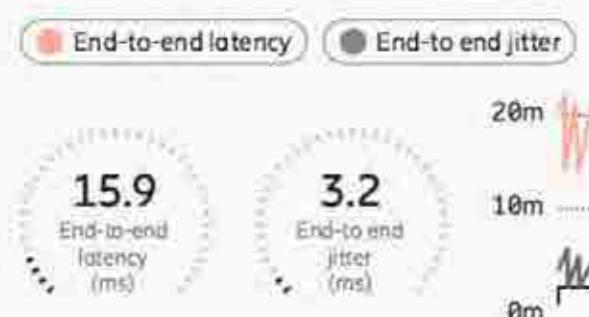 End-to-end latency
End-to end jitter
15.9
End-to-end
latency
(ms)
3.2
End-to end
jitter
(ms)
20m
10m
0m